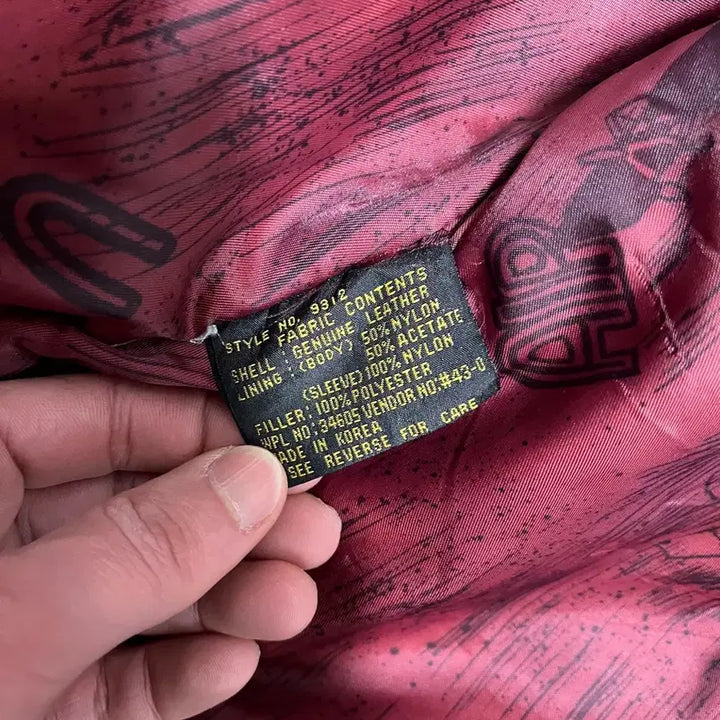 STYLE NO. 9312
FABRIC CONTENTS
SHELL : GENUINE LEATHER
LINING : (BODY) 50% NYLON
50% ACETATE
(SLEEVE) 100% NYLON
FILLER: 100% POLYESTER
WPL NO: 34605 VENDOR NO: #43-0
ADE IN KOREA
SEE REVERSE FOR CARE